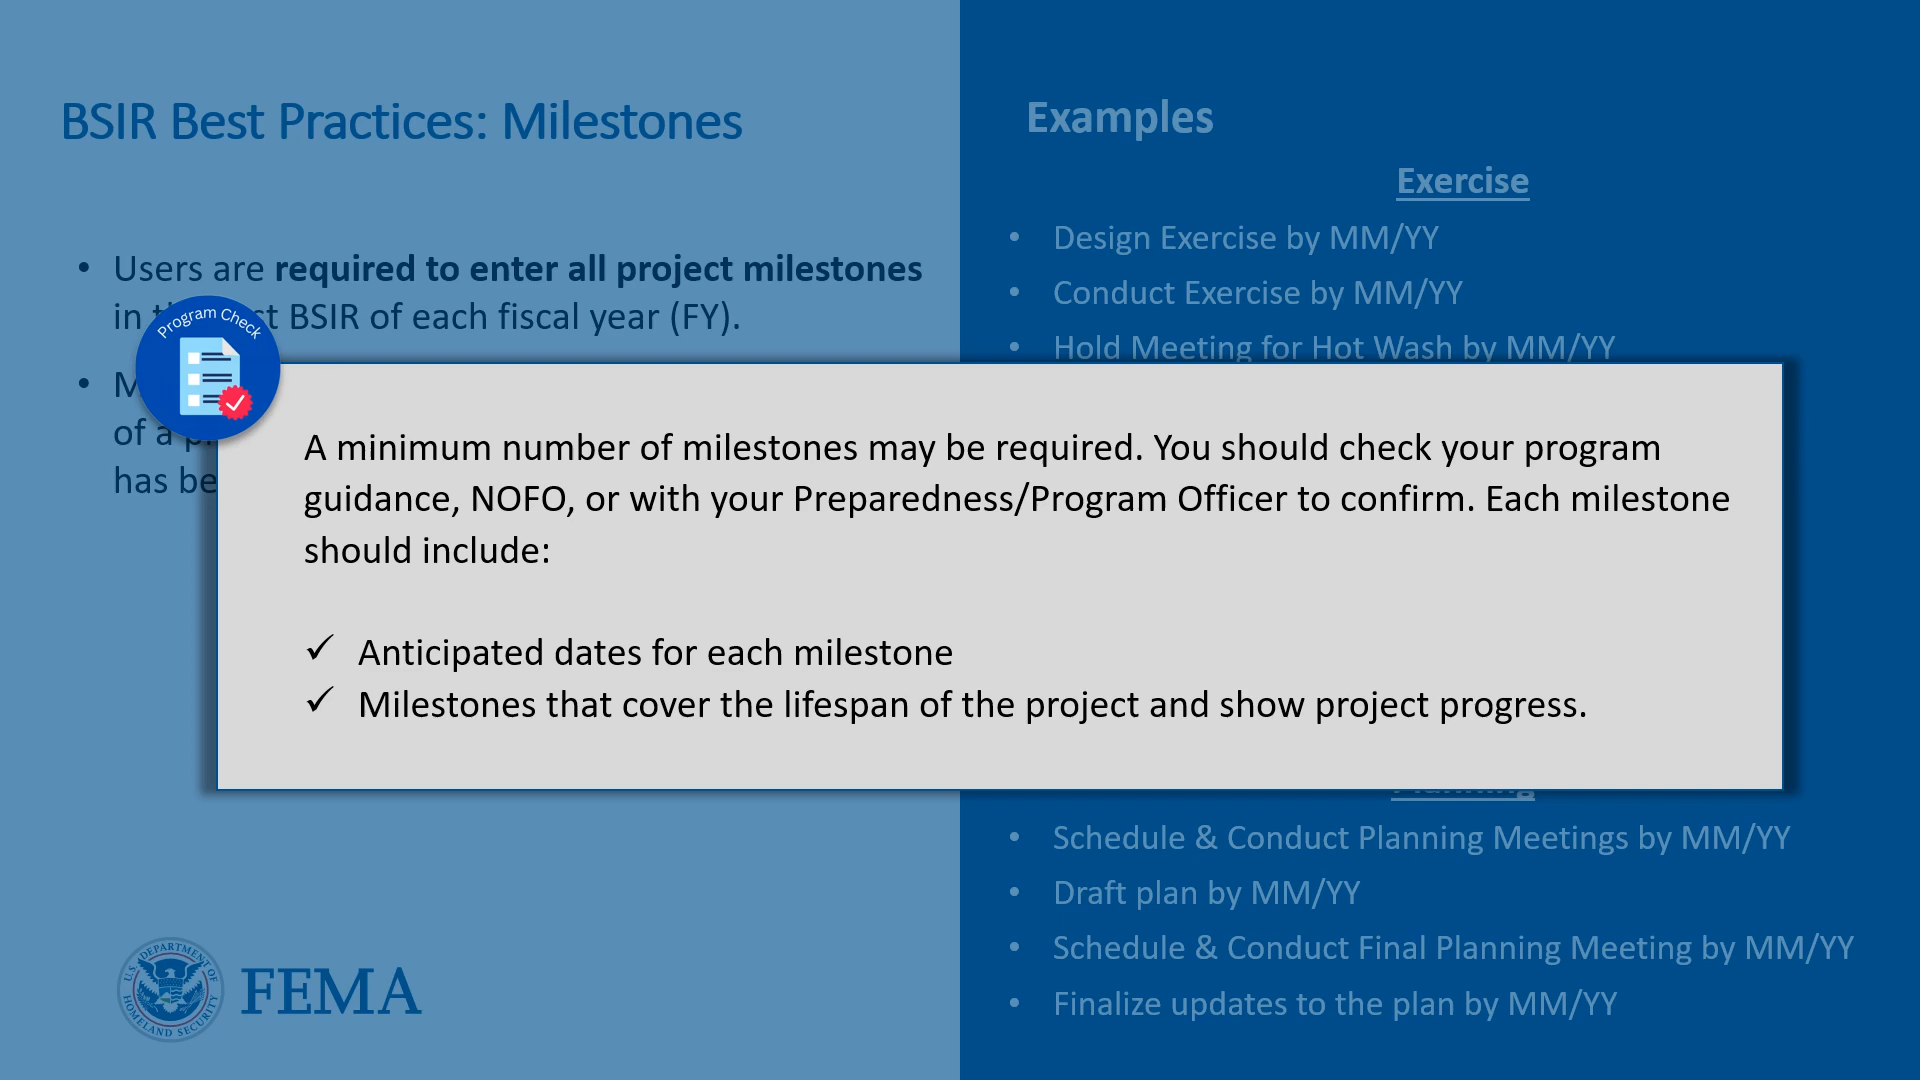 BSIR Best Practices: Milestones
• Users are required to enter all project milestones
in BSIR of each fiscal year (FY).
•
of a
has
Program Check
Examples
Exercise
• Design Exercise by MM/YY
• Conduct Exercise by MM/YY
• Hold Meeting for Hot Wash by MM/YY
A minimum number of milestones may be required. You should check your program
guidance, NOFO, or with your Preparedness/Program Officer to confirm. Each milestone
should include:
✓ Anticipated dates for each milestone
✓ Milestones that cover the lifespan of the project and show project progress.
• Schedule & Conduct Planning Meetings by MM/YY
• Draft plan by MM/YY
• Schedule & Conduct Final Planning Meeting by MM/YY
• Finalize updates to the plan by MM/YY
U.S. DEPARTMENT OF
HOMELAND SECURITY
FEMA